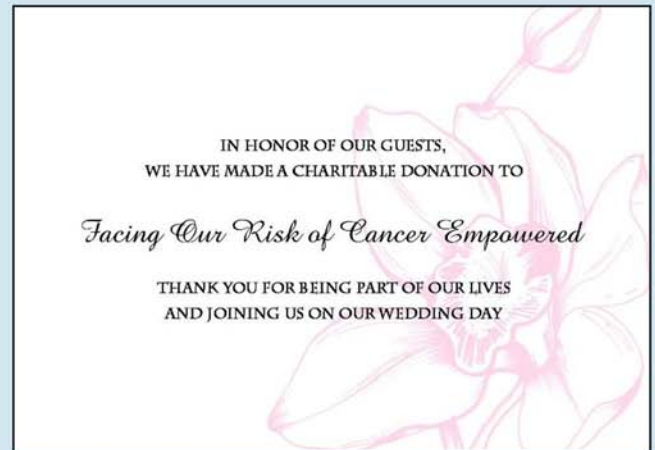 IN HONOR OF OUR GUESTS,
WE HAVE MADE A CHARITABLE DONATION TO
Facing Our Risk of Cancer Empowered
THANK YOU FOR BEING PART OF OUR LIVES
AND JOINING US ON OUR WEDDING DAY